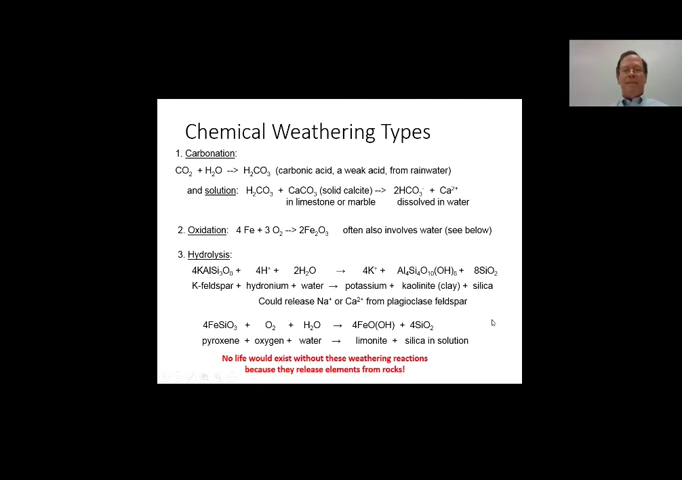 Chemical Weathering Types
1. Carbonation:
CO₂ + H₂O --> H₂CO₃ (carbonic acid, a weak acid, from rainwater)
and solution: H₂CO₃ + CaCO₃ (solid calcite) --> 2HCO₃⁻ + Ca²⁺
in limestone or marble dissolved in water
2. Oxidation: 4 Fe + 3 O₂ --> 2Fe₂O₃ often also involves water (see below)
3. Hydrolysis:
4KAlSi₃O₈ + 4H⁺ + 2H₂O → 4K⁺ + Al₄Si₄O₁₀(OH)₈ + 8SiO₂
K-feldspar + hydronium + water → potassium + kaolinite (clay) + silica
Could release Na⁺ or Ca²⁺ from plagioclase feldspar
4FeSiO₃ + O₂ + H₂O → 4FeO(OH) + 4SiO₂
pyroxene + oxygen + water → limonite + silica in solution
No life would exist without these weathering reactions
because they release elements from rocks!